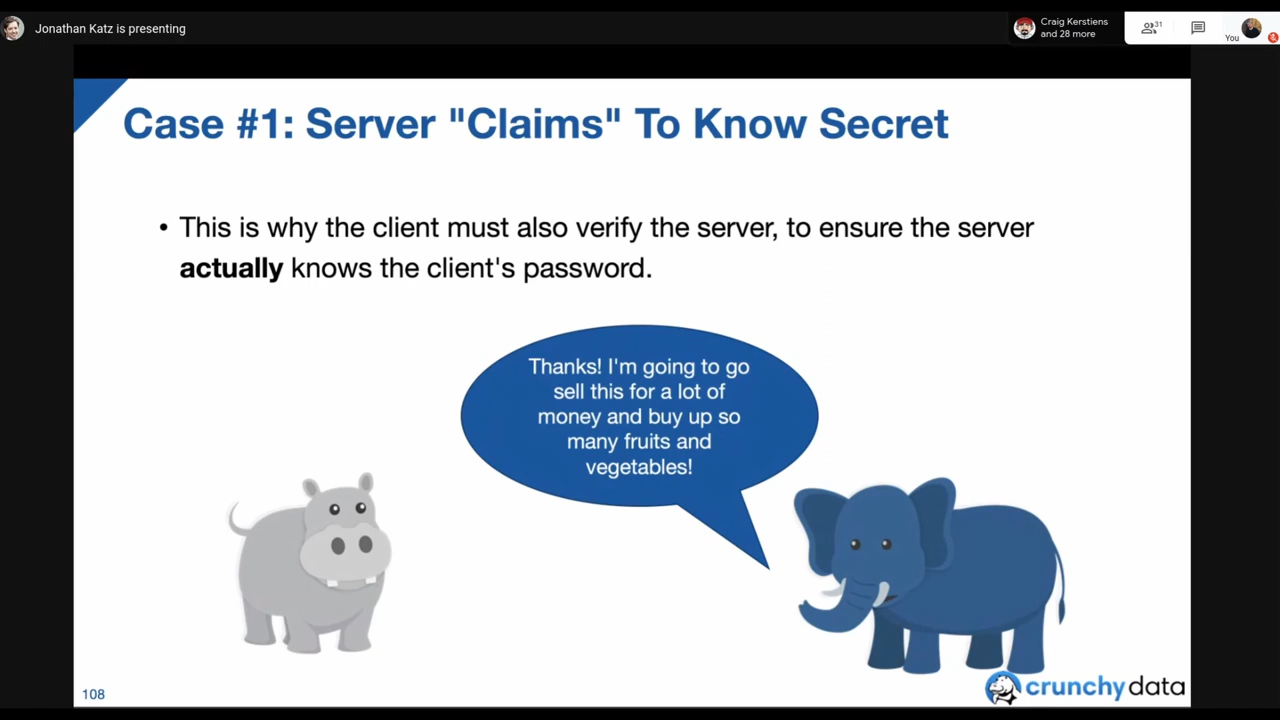 Jonathan Katz is presenting
Craig Kerstiens
and 28 more
31
You
Case #1: Server "Claims" To Know Secret
• This is why the client must also verify the server, to ensure the server
actually knows the client's password.
Thanks! I'm going to go
sell this for a lot of
money and buy up so
many fruits and
vegetables!
108
crunchy data